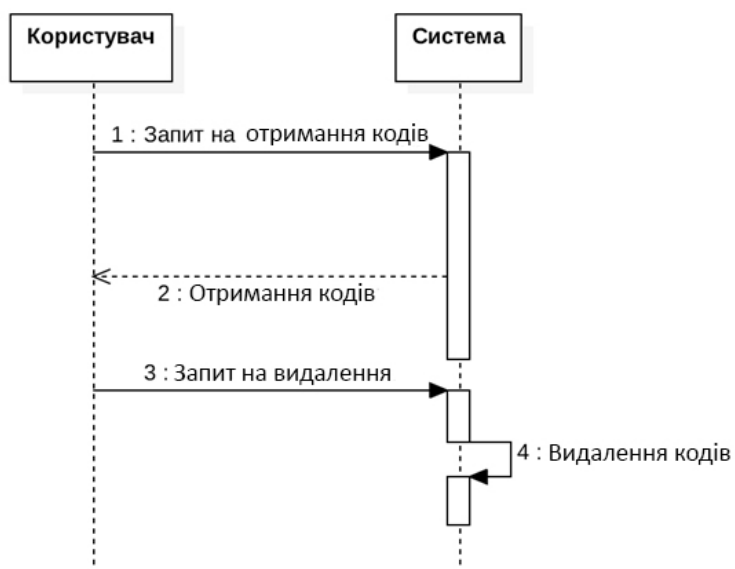 Користувач
Система
1 : Запит на отримання кодів
2 : Отримання кодів
3 : Запит на видалення
4 : Видалення кодів